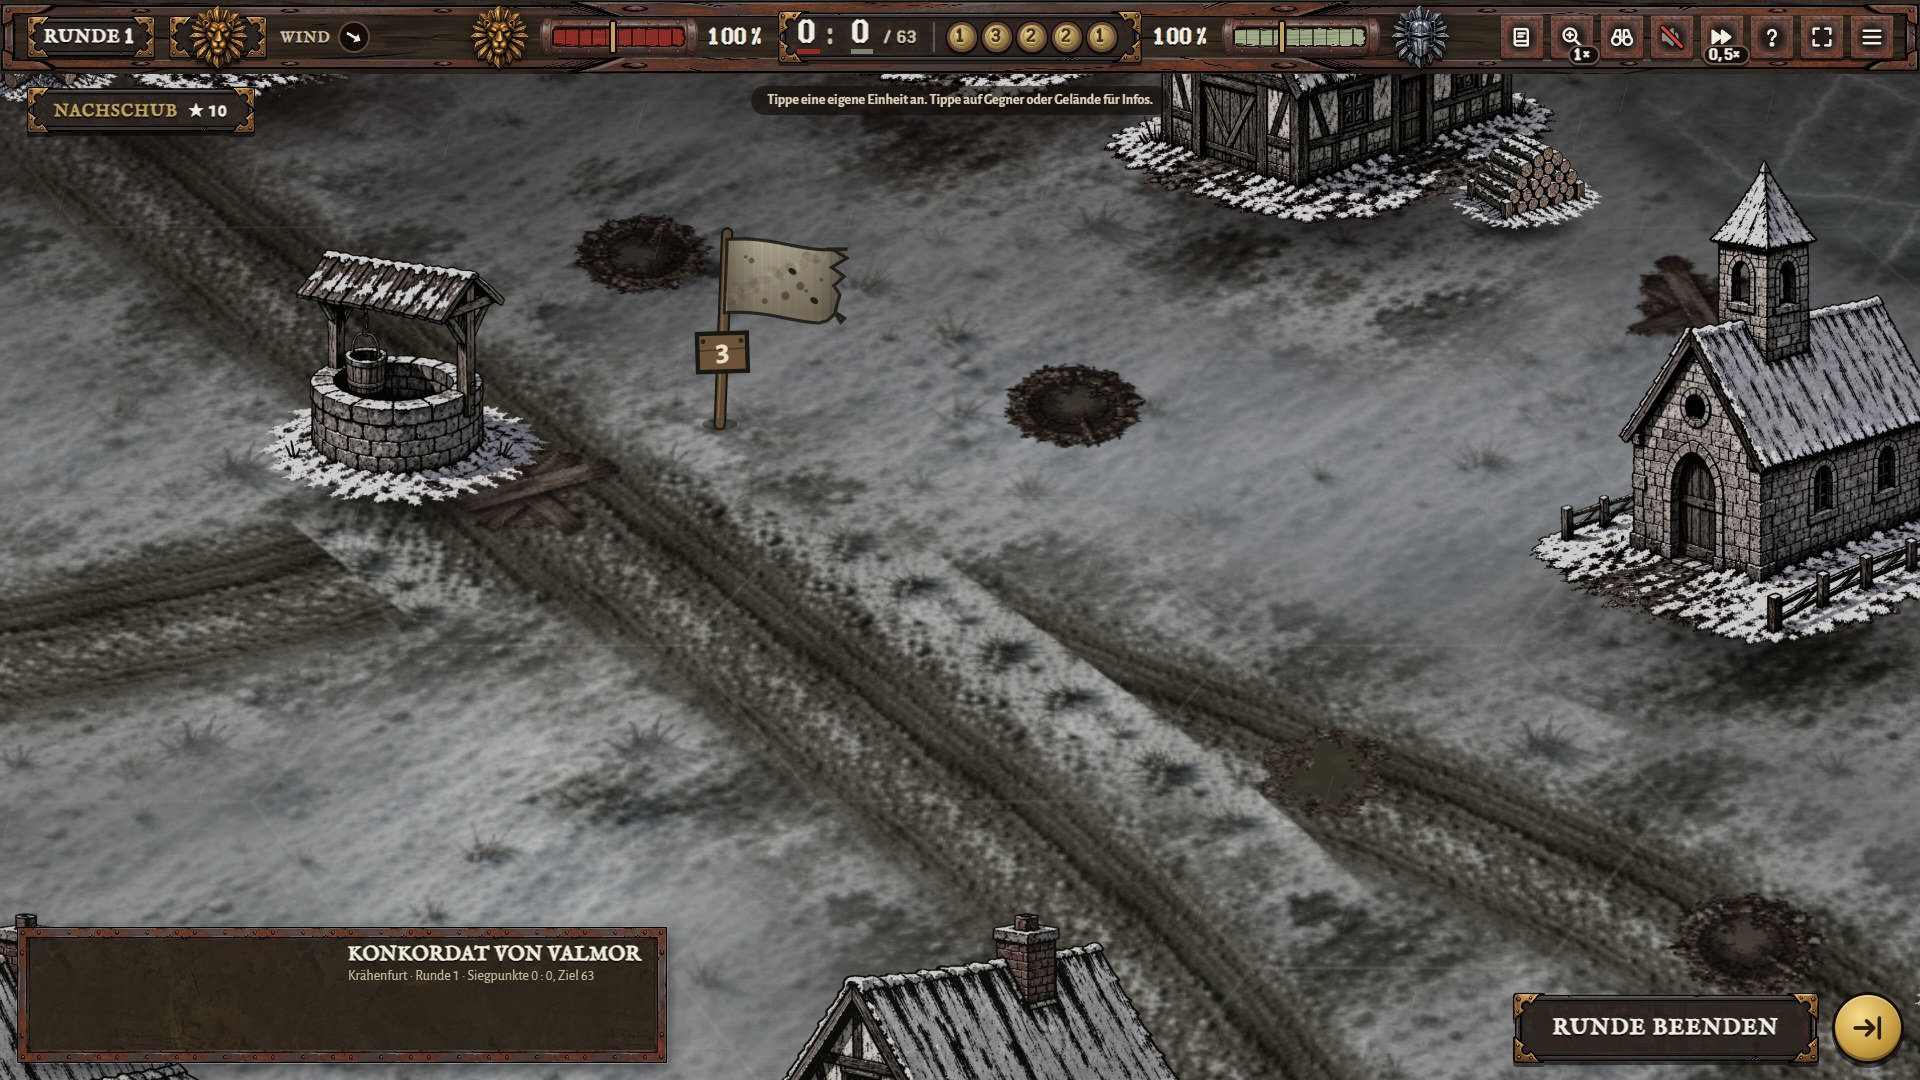 RUNDE 1
WIND
100 %
0 : 0 / 63
1 3 2 2 1
100 %
1×
0,5×
?
NACHSCHUB ★ 10
Tippe eine eigene Einheit an. Tippe auf Gegner oder Gelände für Infos.
3
KONKORDAT VON VALMOR
Krähenfurt · Runde 1 · Siegpunkte 0 : 0, Ziel 63
RUNDE BEENDEN